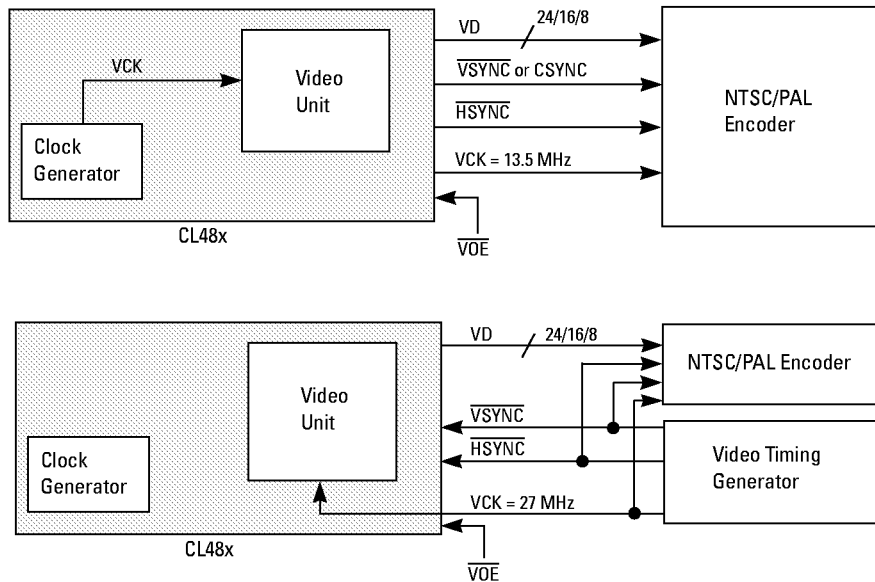 VD
24/16/8
VCK
Video
Unit
VSYNC or CSYNC
NTSC/PAL
Encoder
HSYNC
Clock
Generator
VCK = 13.5 MHz
CL48x
VOE
VD
24/16/8
NTSC/PAL Encoder
Video
Unit
VSYNC
HSYNC
Clock
Generator
Video Timing
Generator
VCK = 27 MHz
CL48x
VOE